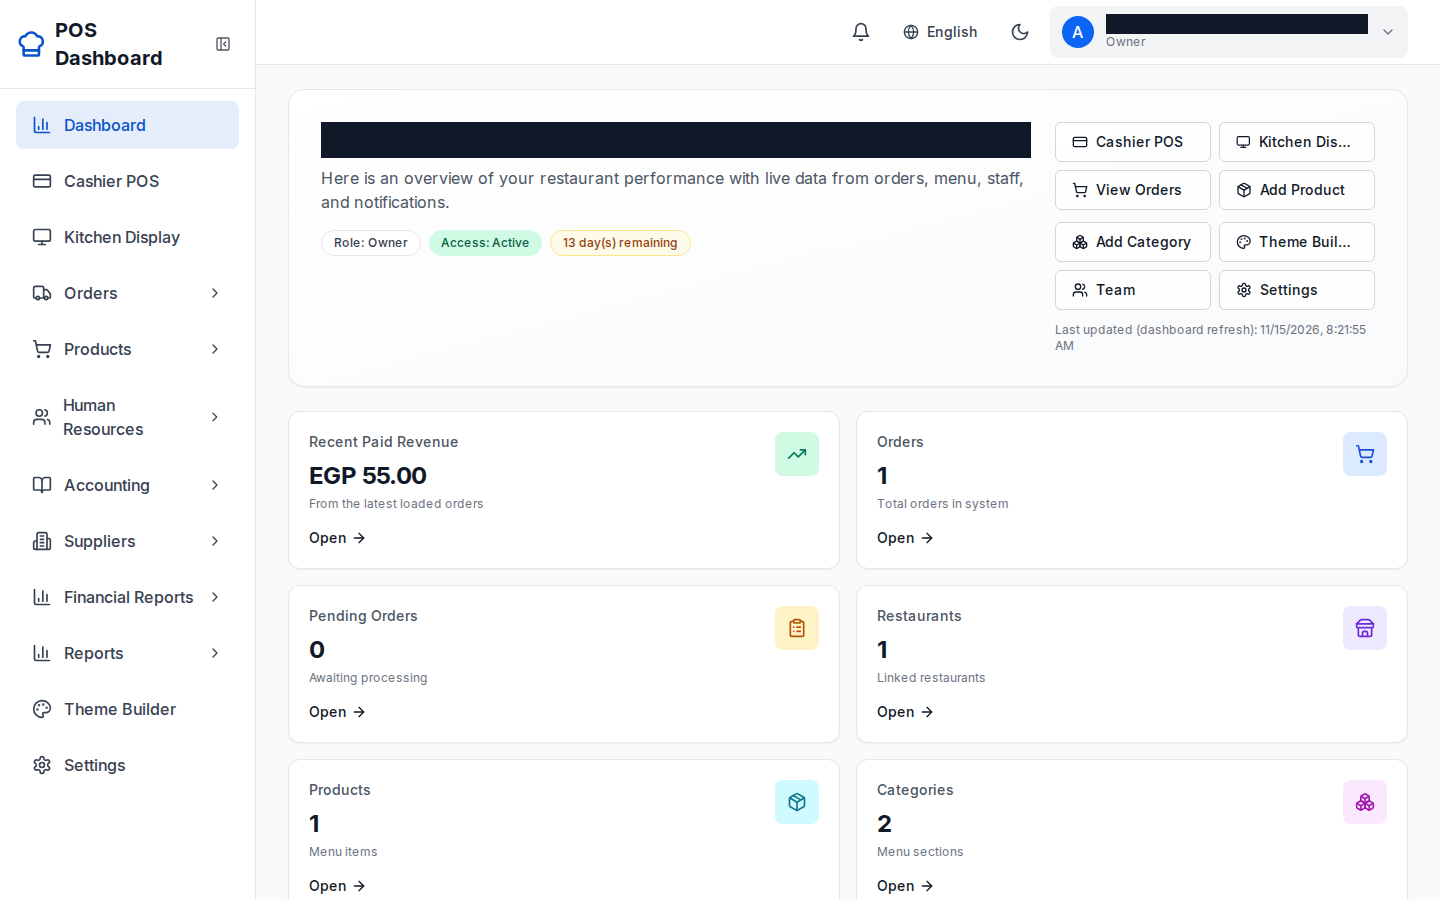 POS
Dashboard
Dashboard
Cashier POS
Kitchen Display
Orders
Products
Human
Resources
Accounting
Suppliers
Financial Reports
Reports
Theme Builder
Settings
English
A
Owner
Here is an overview of your restaurant performance with live data from orders, menu, staff,
and notifications.
Role: Owner
Access: Active
13 day(s) remaining
Cashier POS
Kitchen Dis...
View Orders
Add Product
Add Category
Theme Buil...
Team
Settings
Last updated (dashboard refresh): 11/15/2026, 8:21:55
AM
Recent Paid Revenue
EGP 55.00
From the latest loaded orders
Open
Orders
1
Total orders in system
Open
Pending Orders
0
Awaiting processing
Open
Restaurants
1
Linked restaurants
Open
Products
1
Menu items
Open
Categories
2
Menu sections
Open